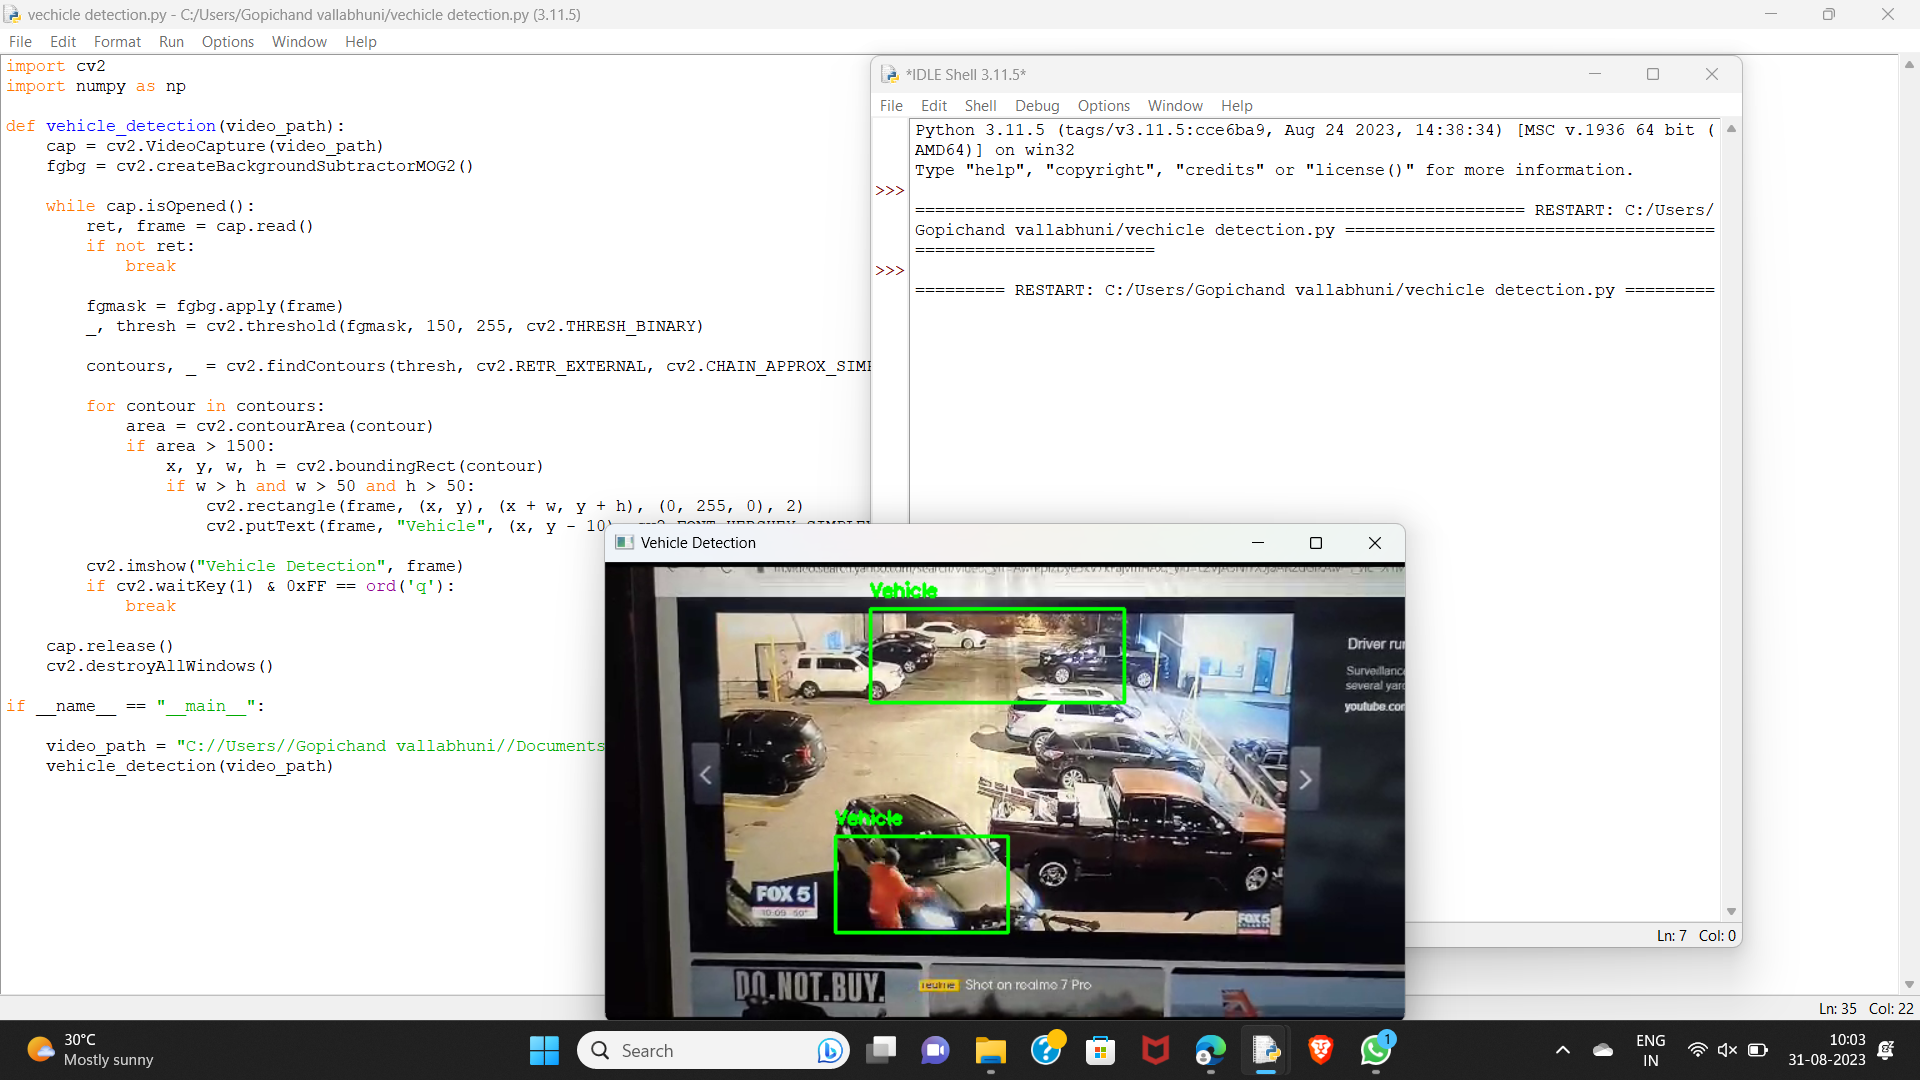 vechicle detection.py - C:/Users/Gopichand vallabhuni/vechicle detection.py (3.11.5)
File Edit Format Run Options Window Help
import cv2
import numpy as np
def vehicle_detection(video_path):
cap = cv2.VideoCapture(video_path)
fgbg = cv2.createBackgroundSubtractorMOG2()
while cap.isOpened():
ret, frame = cap.read()
if not ret:
break
fgmask = fgbg.apply(frame)
_, thresh = cv2.threshold(fgmask, 150, 255, cv2.THRESH_BINARY)
contours, _ = cv2.findContours(thresh, cv2.RETR_EXTERNAL, cv2.CHAIN_APPROX_SIM
for contour in contours:
area = cv2.contourArea(contour)
if area > 1500:
x, y, w, h = cv2.boundingRect(contour)
if w > h and w > 50 and h > 50:
cv2.rectangle(frame, (x, y), (x + w, y + h), (0, 255, 0), 2)
cv2.putText(frame, "Vehicle", (x, y - 10)
cv2.imshow("Vehicle Detection", frame)
if cv2.waitKey(1) & 0xFF == ord('q'):
break
cap.release()
cv2.destroyAllWindows()
if __name__ == "__main__":
video_path = "C://Users//Gopichand vallabhuni//Documents
vehicle_detection(video_path)
*IDLE Shell 3.11.5*
File Edit Shell Debug Options Window Help
Python 3.11.5 (tags/v3.11.5:cce6ba9, Aug 24 2023, 14:38:34) [MSC v.1936 64 bit (
AMD64)] on win32
Type "help", "copyright", "credits" or "license()" for more information.
>>>
============================================================= RESTART: C:/Users/
Gopichand vallabhuni/vechicle detection.py =====================================
========================
>>>
========= RESTART: C:/Users/Gopichand vallabhuni/vechicle detection.py =========
Ln: 7 Col: 0
Vehicle Detection
Vehicle
Driver ru
Surveillanc
several yar
youtube.co
Vehicle
FOX 5
FOX 5
DO.NOT.BUY.
realme Shot on realme 7 Pro
Ln: 35 Col: 22
30°C
Mostly sunny
Search
1
ENG
IN
10:03
31-08-2023